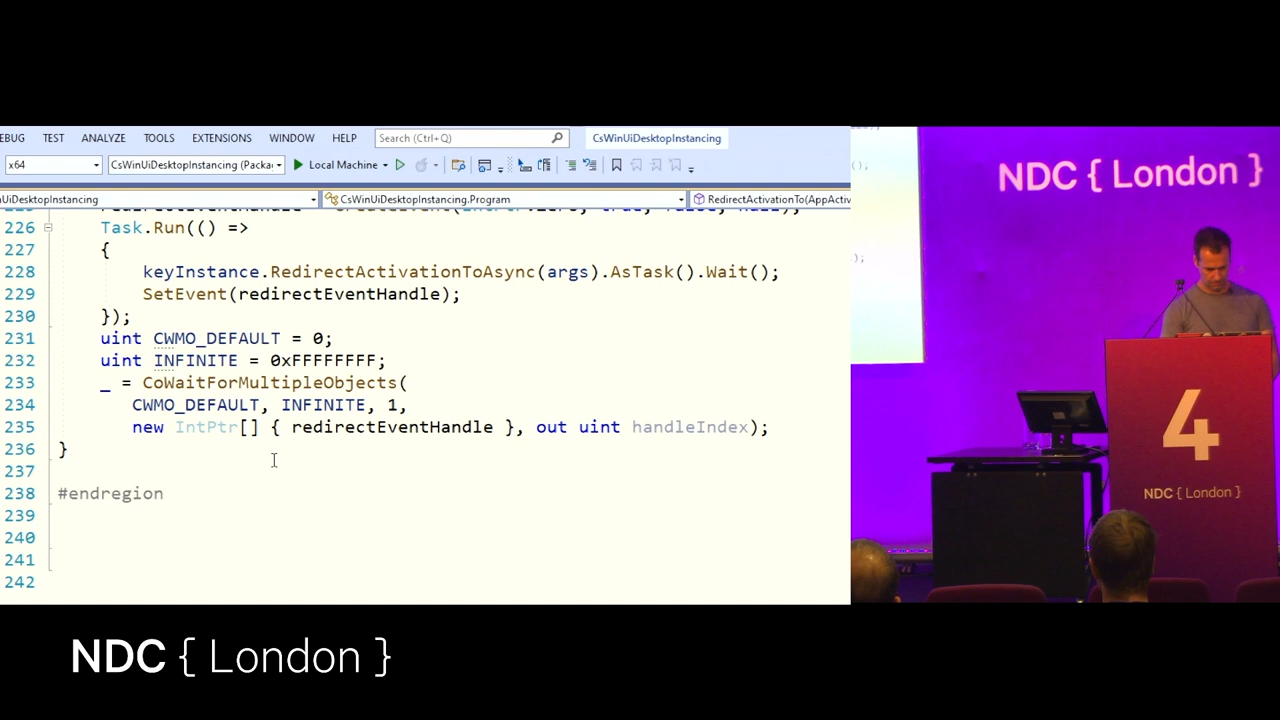 EBUG TEST ANALYZE TOOLS EXTENSIONS WINDOW HELP Search (Ctrl+Q) CsWinUiDesktopInstancing
x64 CsWinUiDesktopInstancing (Packa Local Machine
nUiDesktopInstancing CsWinUiDesktopInstancing.Program RedirectActivationTo(AppActiv
226 Task.Run(() =>
227 {
228 keyInstance.RedirectActivationToAsync(args).AsTask().Wait();
229 SetEvent(redirectEventHandle);
230 });
231 uint CWMO_DEFAULT = 0;
232 uint INFINITE = 0xFFFFFFFF;
233 _ = CoWaitForMultipleObjects(
234 CWMO_DEFAULT, INFINITE, 1,
235 new IntPtr[] { redirectEventHandle }, out uint handleIndex);
236 }
237
238 #endregion
239
240
241
242
NDC { London }
4
NDC { London }
NDC { London }